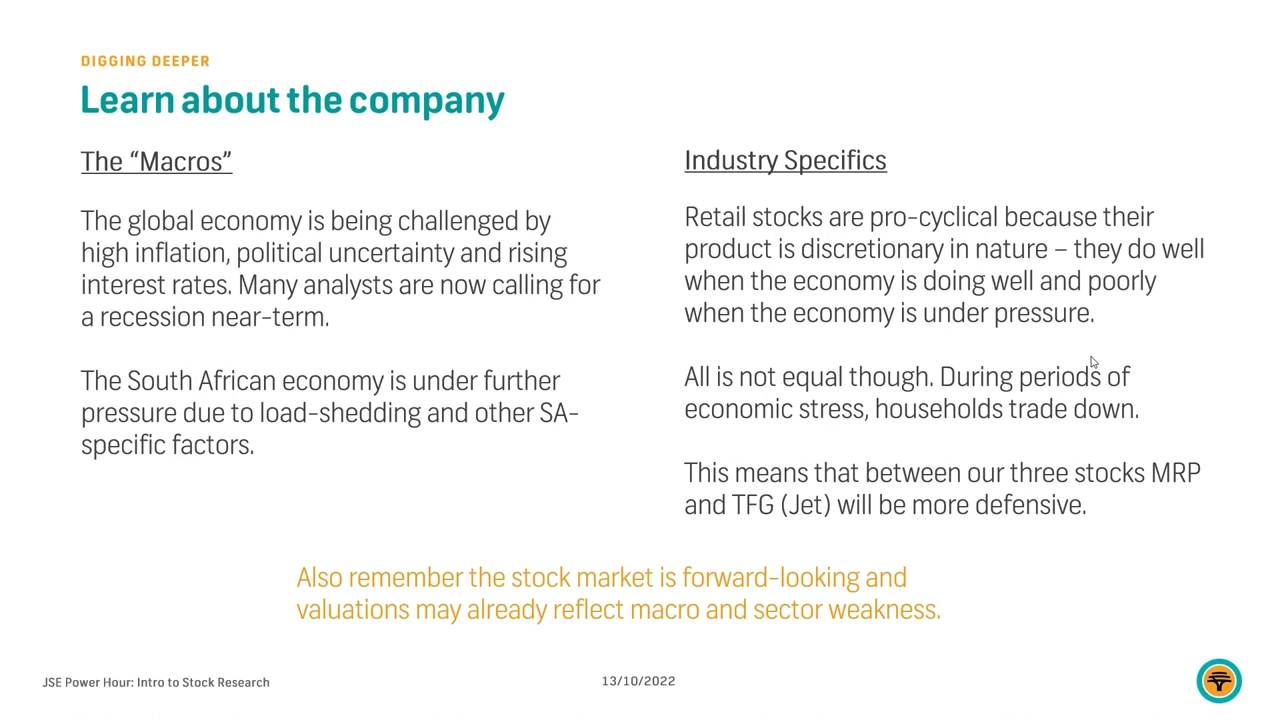 DIGGING DEEPER
Learn about the company
The “Macros”
The global economy is being challenged by
high inflation, political uncertainty and rising
interest rates. Many analysts are now calling for
a recession near-term.
The South African economy is under further
pressure due to load-shedding and other SA-
specific factors.
Industry Specifics
Retail stocks are pro-cyclical because their
product is discretionary in nature – they do well
when the economy is doing well and poorly
when the economy is under pressure.
All is not equal though. During periods of
economic stress, households trade down.
This means that between our three stocks MRP
and TFG (Jet) will be more defensive.
Also remember the stock market is forward-looking and
valuations may already reflect macro and sector weakness.
JSE Power Hour: Intro to Stock Research
13/10/2022